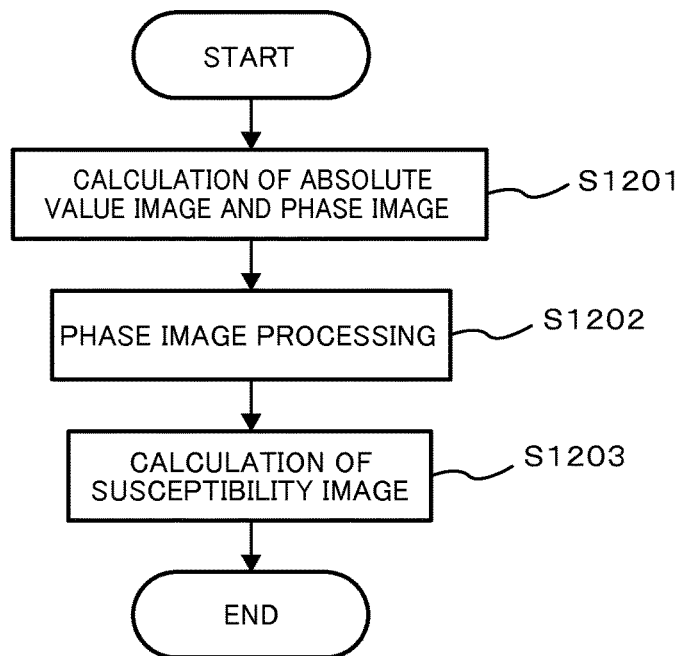 START
CALCULATION OF ABSOLUTE
VALUE IMAGE AND PHASE IMAGE
S1201
PHASE IMAGE PROCESSING
S1202
CALCULATION OF
SUSCEPTIBILITY IMAGE
S1203
END